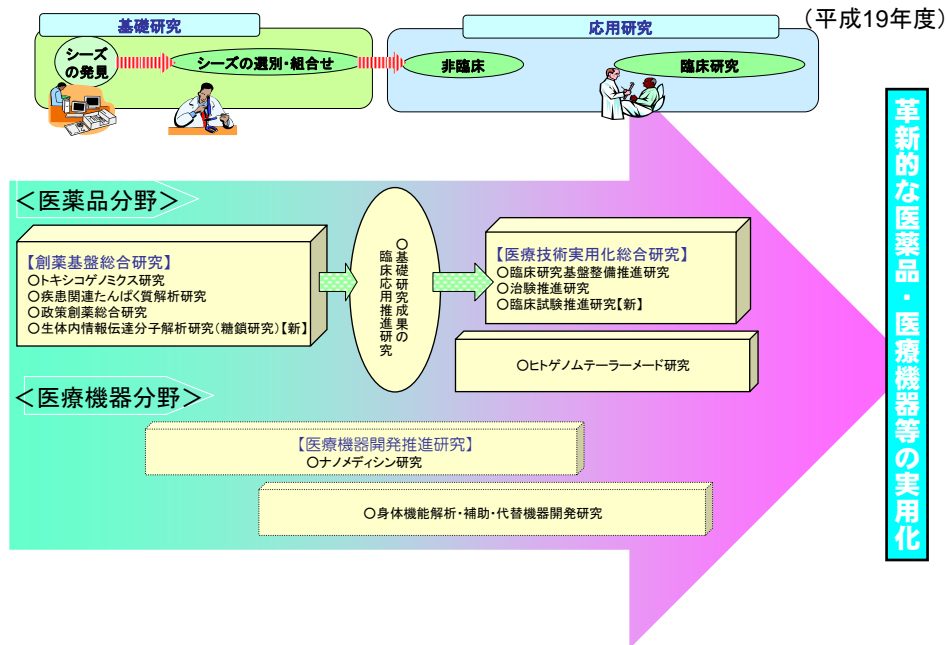 (平成19年度)
基礎研究
応用研究
シーズ
の発見
シーズの選別・組合せ
非臨床
臨床研究
<医薬品分野>
【創薬基盤総合研究】
○トキシコゲノミクス研究
○疾患関連たんぱく質解析研究
○政策創薬総合研究
○生体内情報伝達分子解析研究(糖鎖研究)【新】
○基礎研究成果の
臨床応用推進研究
【医療技術実用化総合研究】
○臨床研究基盤整備推進研究
○治験推進研究
○臨床試験推進研究【新】
○ヒトゲノムテーラーメード研究
<医療機器分野>
【医療機器開発推進研究】
○ナノメディシン研究
○身体機能解析・補助・代替機器開発研究
革新的な医薬品・医療機器等の実用化